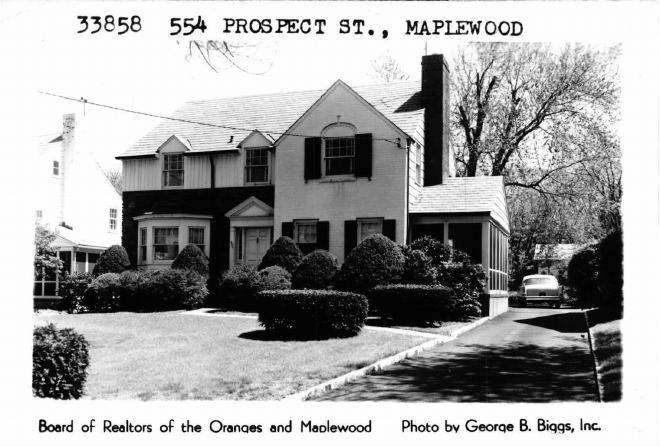 33858 554 PROSPECT ST., MAPLEWOOD
Board of Realtors of the Oranges and Maplewood Photo by George B. Biggs, Inc.